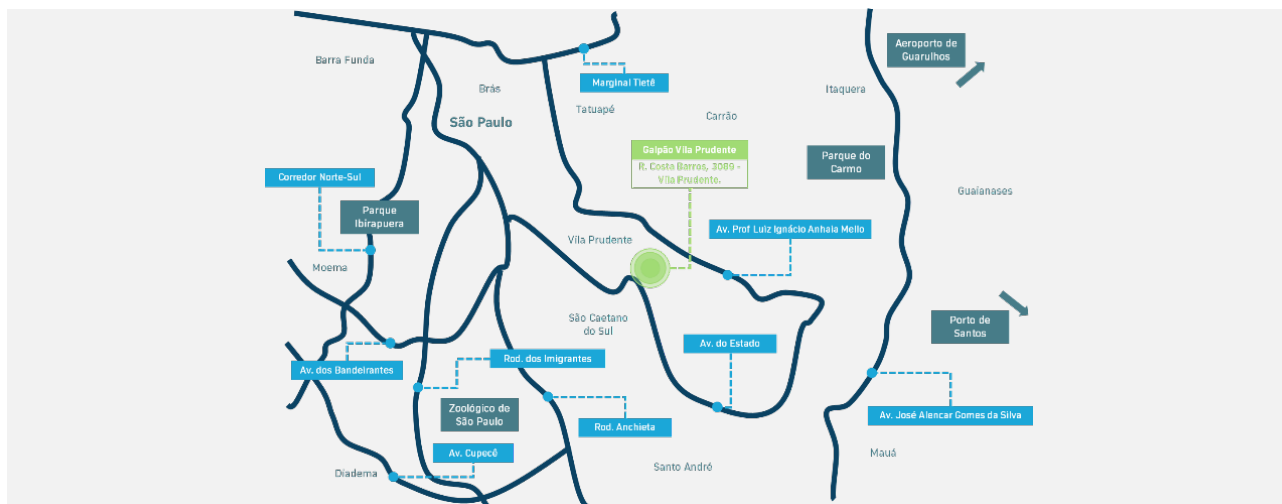 Aeroporto de
Guarulhos
Barra Funda
Marginal Tietê
Brás
Itaquera
Tatuapé
São Paulo
Carrão
Galpão Vila Prudente
R. Costa Barros, 3089 -
Vila Prudente.
Parque do
Carmo
Corredor Norte-Sul
Guaianases
Parque
Ibirapuera
Av. Prof Luiz Ignácio Anhaia Mello
Vila Prudente
Moema
São Caetano
do Sul
Porto de
Santos
Av. do Estado
Rod. dos Imigrantes
Av. dos Bandeirantes
Zoológico de
São Paulo
Av. José Alencar Gomes da Silva
Rod. Anchieta
Av. Cupecê
Mauá
Santo André
Diadema